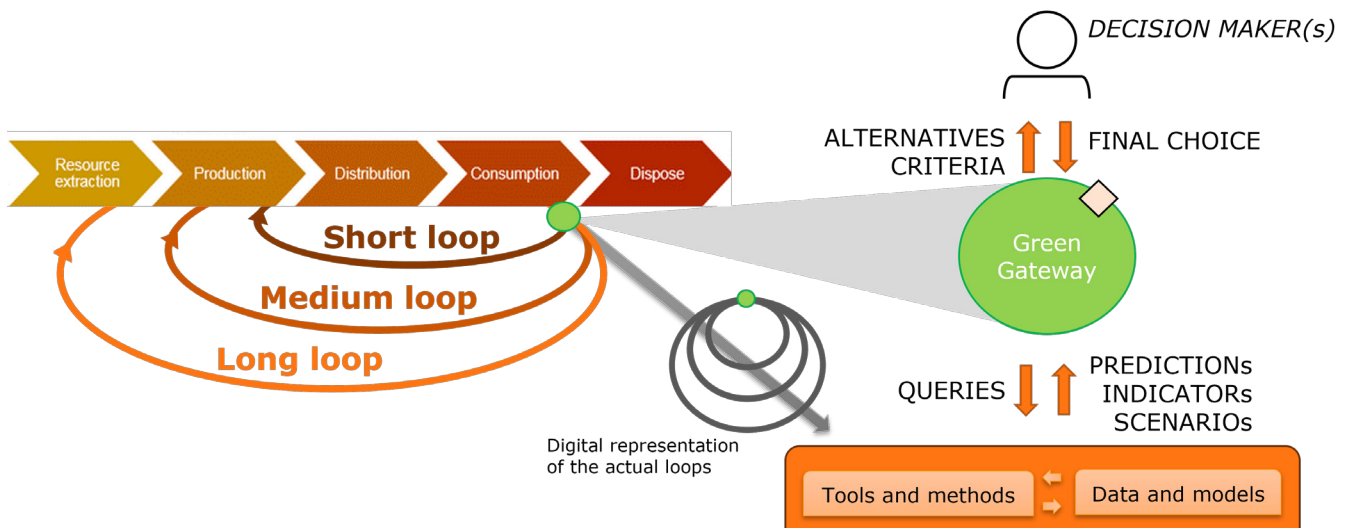 DECISION MAKER(s)
ALTERNATIVES
CRITERIA
FINAL CHOICE
Resource
extraction
Production
Distribution
Consumption
Dispose
Short loop
Medium loop
Long loop
Green
Gateway
QUERIES
PREDICTIONs
INDICATORs
SCENARIOs
Digital representation
of the actual loops
Tools and methods
Data and models